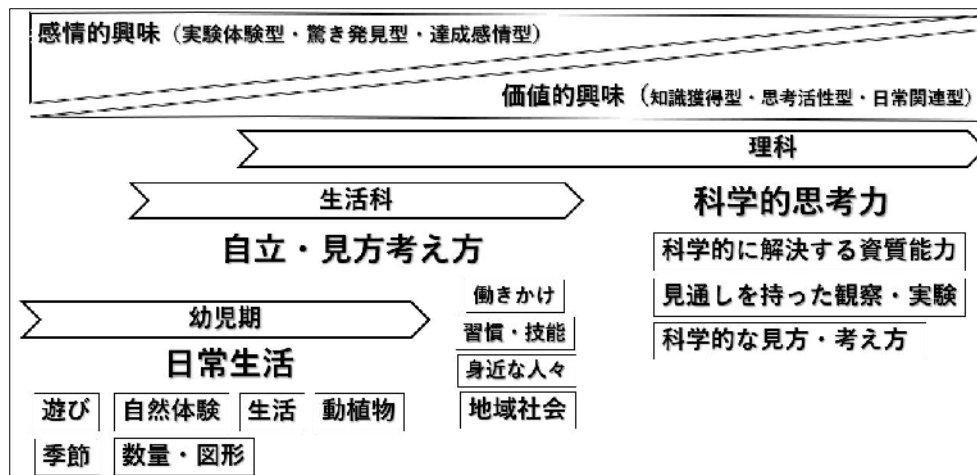 感情的興味（実験体験型・驚き発見型・達成感情型）
価値的興味（知識獲得型・思考活性型・日常関連型）
理科
生活科
科学的思考力
自立・見方考え方
科学的に解決する資質能力
働きかけ
見通しを持った観察・実験
幼児期
習慣・技能
科学的な見方・考え方
日常生活
身近な人々
遊び 自然体験 生活 動植物
地域社会
季節 数量・図形